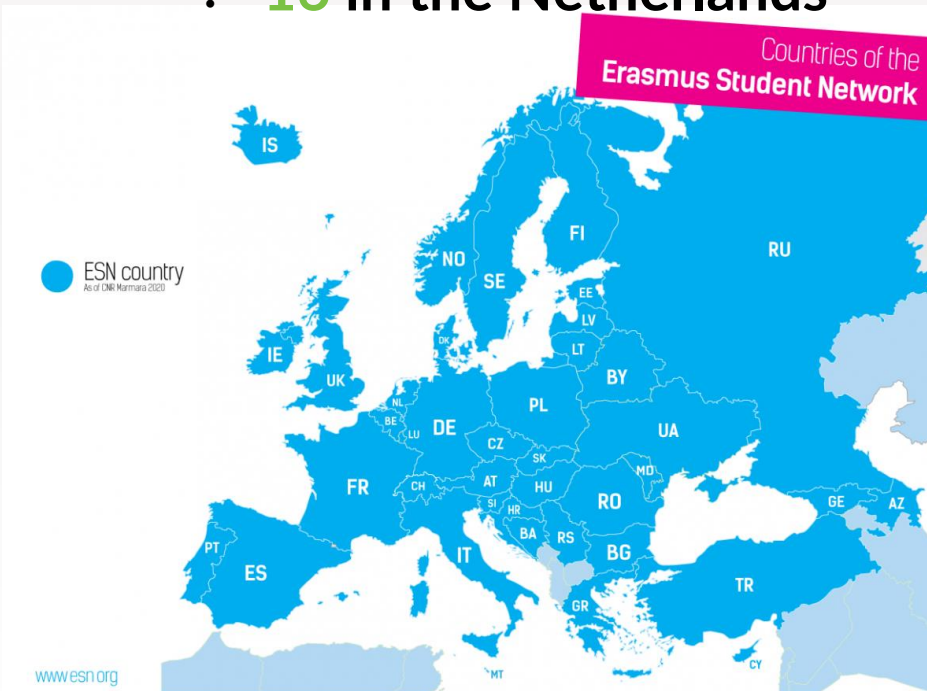 • 16 in the Netherlands
Countries of the
Erasmus Student Network
IS
NO
FI
SE
RU
ESN country
As of CNR Marmara 2020
EE
LV
DK
LT
IE
UK
BY
NL
PL
BE
DE
LU
UA
CZ
SK
MD
FR
CH
AT
HU
RO
SI
HR
GE
AZ
BA
RS
PT
IT
BG
ES
TR
GR
CY
MT
www.esn.org